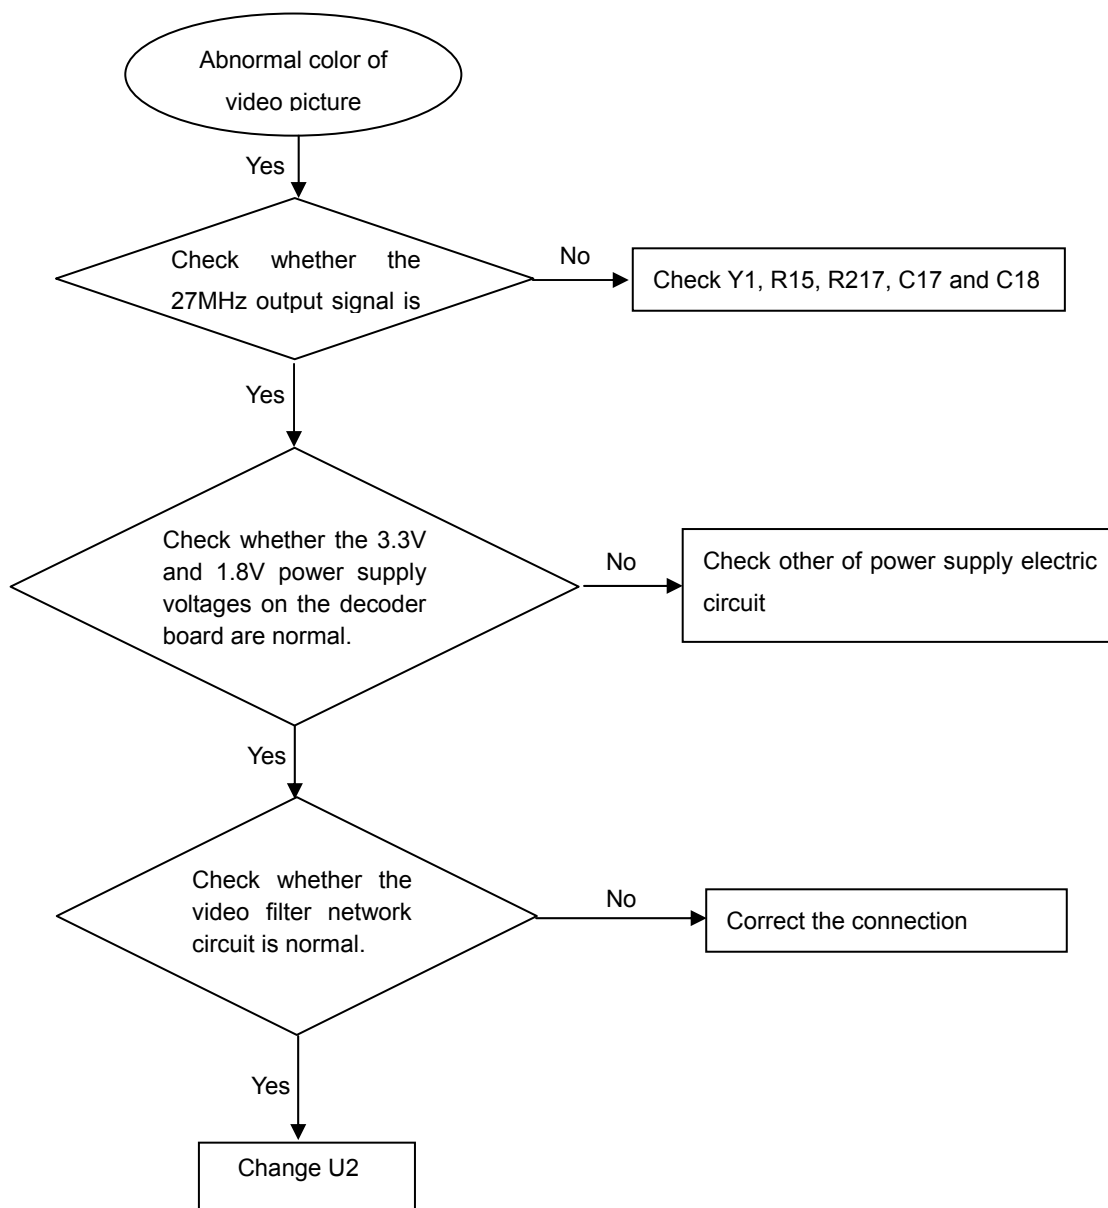 Abnormal color of
video picture
Yes
Check whether the
27MHz output signal is
No
Check Y1, R15, R217, C17 and C18
Yes
Check whether the 3.3V
and 1.8V power supply
voltages on the decoder
board are normal.
No
Check other of power supply electric
circuit
Yes
Check whether the
video filter network
circuit is normal.
No
Correct the connection
Yes
Change U2